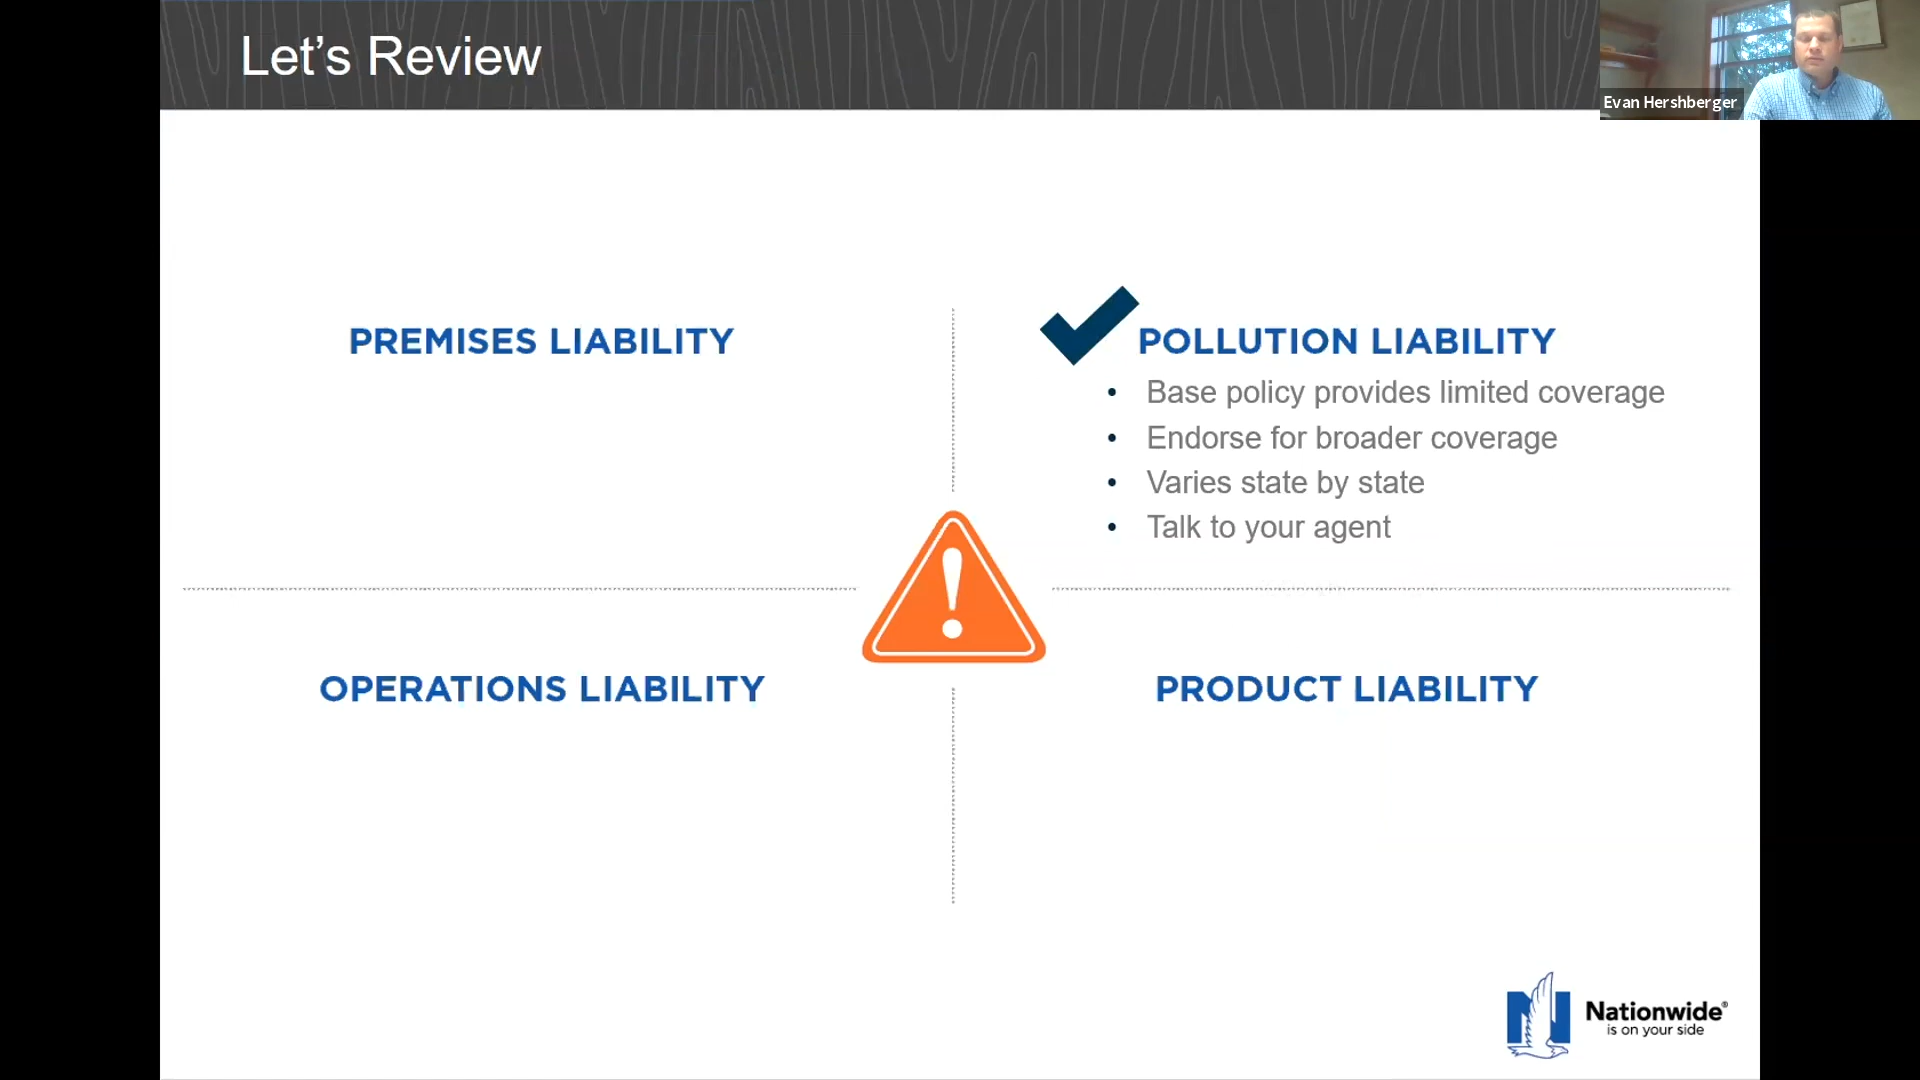 Let’s Review
Evan Hershberger
PREMISES LIABILITY
POLLUTION LIABILITY
• Base policy provides limited coverage
• Endorse for broader coverage
• Varies state by state
• Talk to your agent
OPERATIONS LIABILITY
PRODUCT LIABILITY
Nationwide®
is on your side